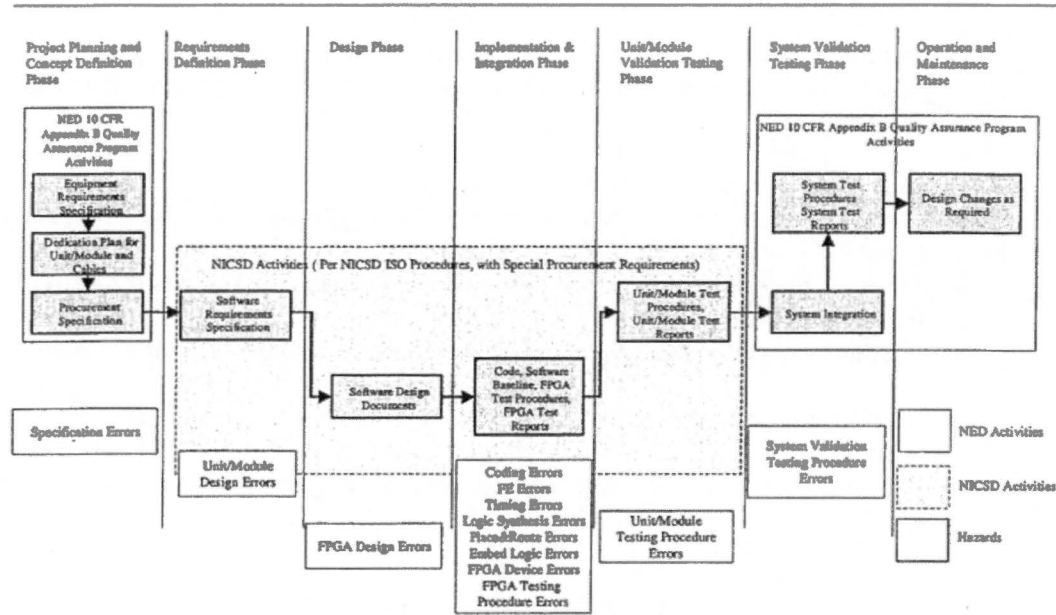 Project Planning and
Concept Definition
Phase
Requirements
Definition Phase
Design Phase
Implementation &
Integration Phase
Unit/Module
Validation Testing
Phase
System Validation
Testing Phase
Operation and
Maintenance
Phase
NED 10 CFR
Appendix B Quality
Assurance Program
Activities
Equipment
Requirements
Specification
Dedication Plan for
Unit/Module and
Cables
Procurement
Specification
NICSD Activities ( Per NICSD ISO Procedures, with Special Procurement Requirements)
Software
Requirements
Specification
Software Design
Documents
Code, Software
Baseline, FPGA
Test Procedures,
FPGA Test
Reports
Unit/Module Test
Procedures,
Unit/Module Test
Reports
NED 10 CFR Appendix B Quality Assurance Program
Activities
System Test
Procedures
System Test
Reports
Design Changes as
Required
System Integration
Specification Errors
Unit/Module
Design Errors
FPGA Design Errors
Coding Errors
FE Errors
Timing Errors
Logic Synthesis Errors
Place&Route Errors
Embed Logic Errors
FPGA Device Errors
FPGA Testing
Procedure Errors
Unit/Module
Testing Procedure
Errors
System Validation
Testing Procedure
Errors
NED Activities
NICSD Activities
Hazards